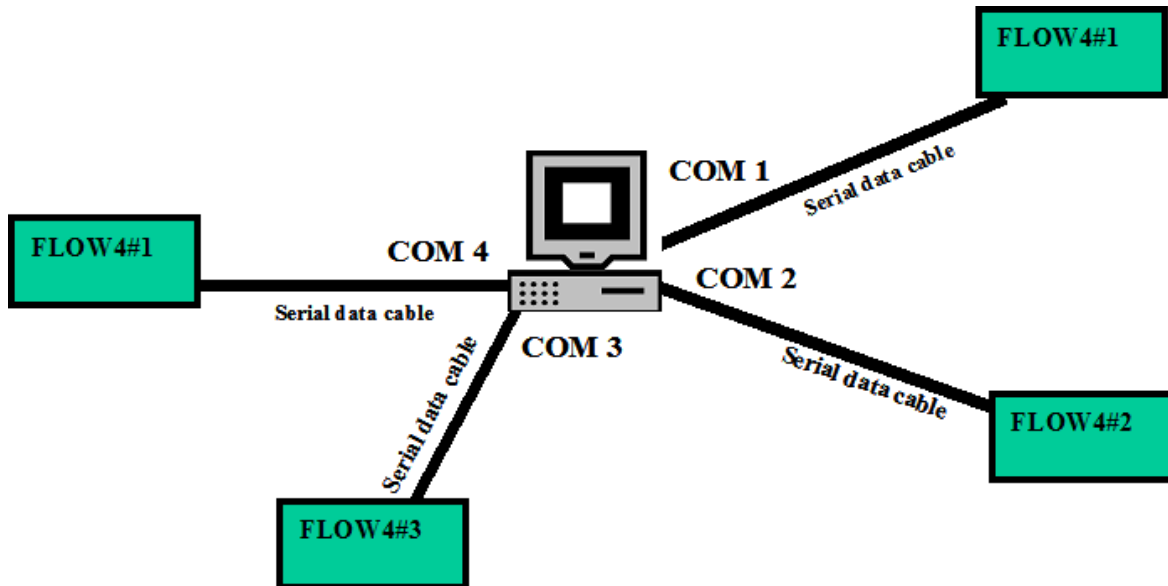 FLOW4#1
COM 1
Serial data cable
FLOW4#1
COM 4
COM 2
Serial data cable
COM 3
Serial data cable
Serial data cable
FLOW4#2
FLOW4#3